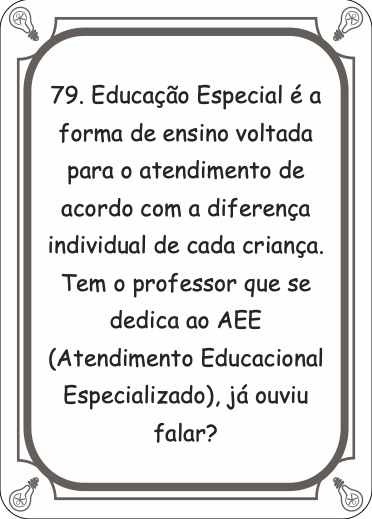 79. Educação Especial é a
forma de ensino voltada
para o atendimento de
acordo com a diferença
individual de cada criança.
Tem o professor que se
dedica ao AEE
(Atendimento Educacional
Especializado), já ouviu
falar?